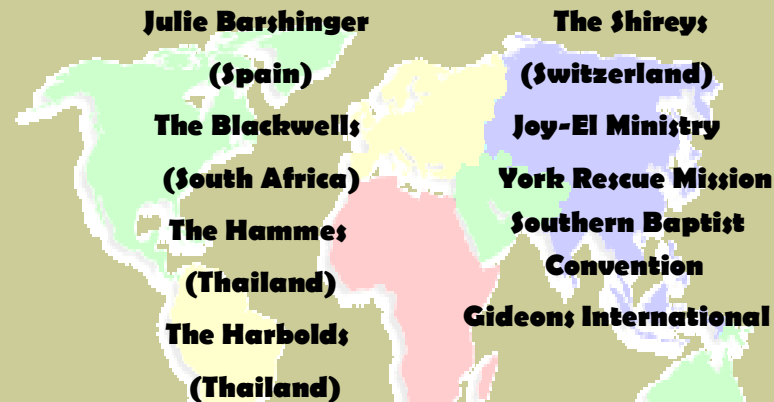 Julie Barshinger
(Spain)
The Blackwells
(South Africa)
The Hammes
(Thailand)
The Harbolds
(Thailand)
The Shireys
(Switzerland)
Joy-El Ministry
York Rescue Mission
Southern Baptist
Convention
Gideons International